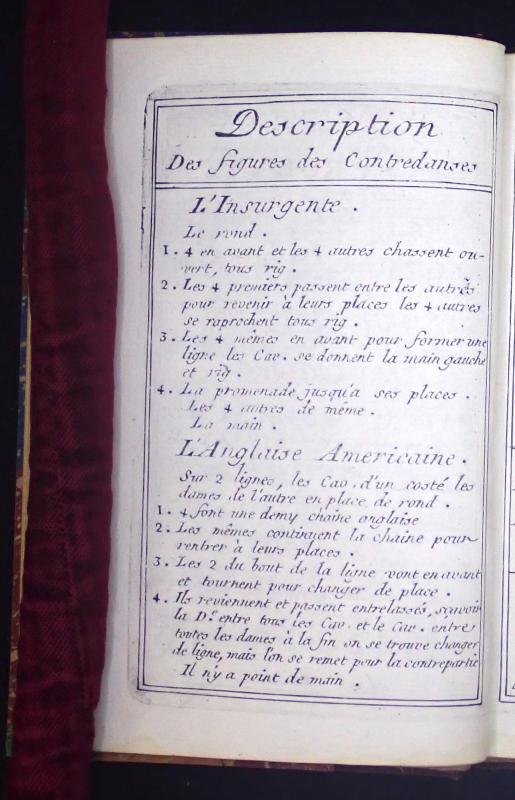 Description
Des figures des Contredanses
L'Insurgente.
Le rond.
1. 4 en avant et les 4 autres chassent ou-
vert, tous rig.
2. Les 4 premiers passent entre les autres
pour revenir à leurs places les 4 autres
se raprochent tous rig.
3. Les 4 mêmes en avant pour former une
ligne les Cav. se donnent la main gauche
et rig.
4. La promenade jusqu'a ses places.
Les 4 autres de même.
La main.
L'Anglaise Americaine.
Sur 2 lignes, les Cav. d'un costé les
dames de l'autre en place de rond.
1. 4 font une demy chaine anglaise
2. Les mêmes continuent la chaine pour
rentrer à leurs places.
3. Les 2 du bout de la ligne vont en avant
et tournent pour changer de place.
4. Ils reviennent et passent entrelassés, sçavoir
la De. entre tous les Cav. et le Cav. entre
toutes les dames à la fin on se trouve changer
de ligne, mais l'on se remet pour la contrepartie
Il n'y a point de main.